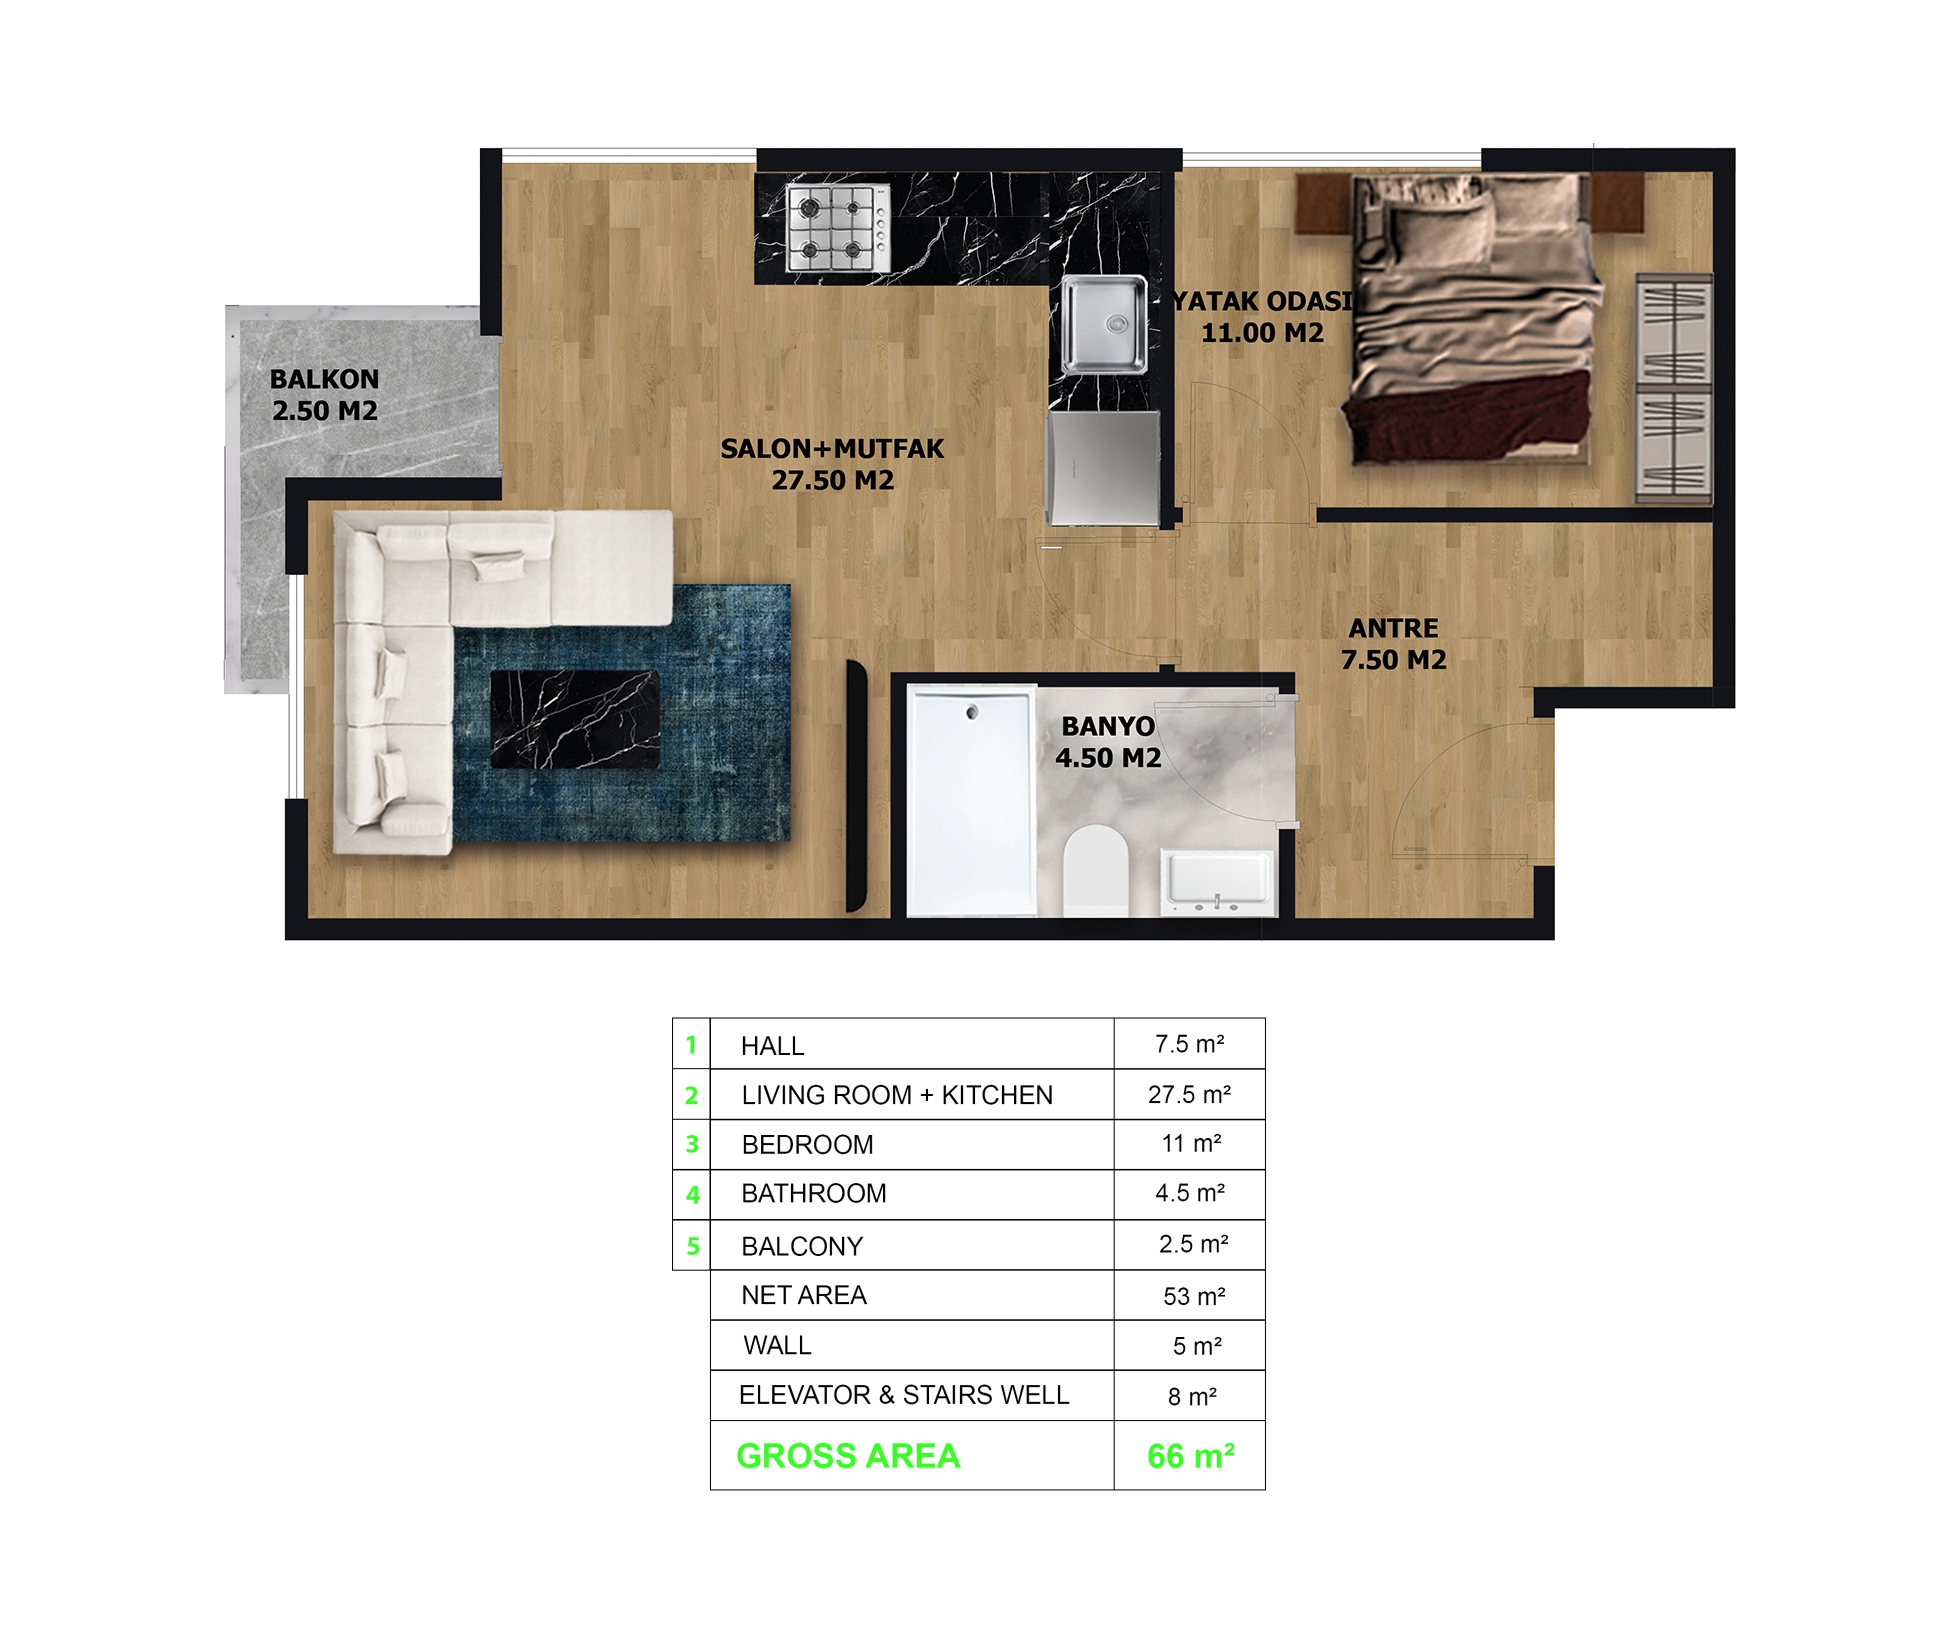 YATAK ODASI
11.00 M2
BALKON
2.50 M2
SALON+MUTFAK
27.50 M2
ANTRE
7.50 M2
BANYO
4.50 M2
1 HALL 7.5 m²
2 LIVING ROOM + KITCHEN 27.5 m²
3 BEDROOM 11 m²
4 BATHROOM 4.5 m²
5 BALCONY 2.5 m²
NET AREA 53 m²
WALL 5 m²
ELEVATOR & STAIRS WELL 8 m²
GROSS AREA 66 m²